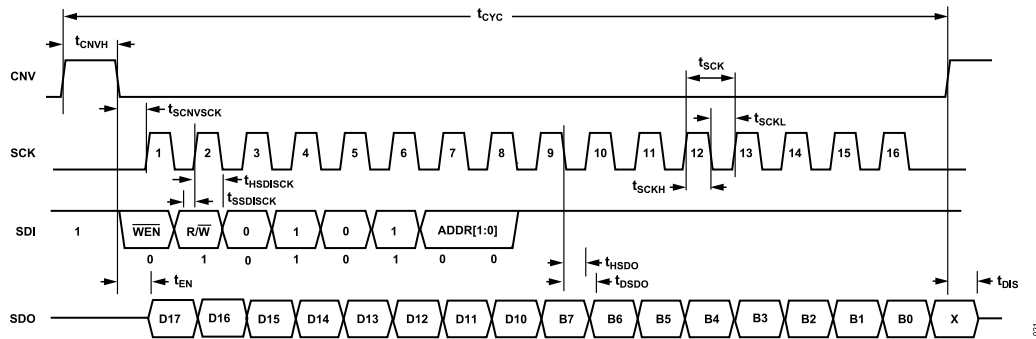 tCYC
tCNVH
CNV
tSCK
tSCNVSCK
tSCKL
SCK 1 2 3 4 5 6 7 8 9 10 11 12 13 14 15 16
tHSDISCK
tSCKH
tSSDISCK
SDI 1 WEN R/W 0 1 0 1 ADDR[1:0]
0 1 0 1 0 1 0 0
tHSDO
tEN
tDSDO
tDIS
SDO D17 D16 D15 D14 D13 D12 D11 D10 B7 B6 B5 B4 B3 B2 B1 B0 X